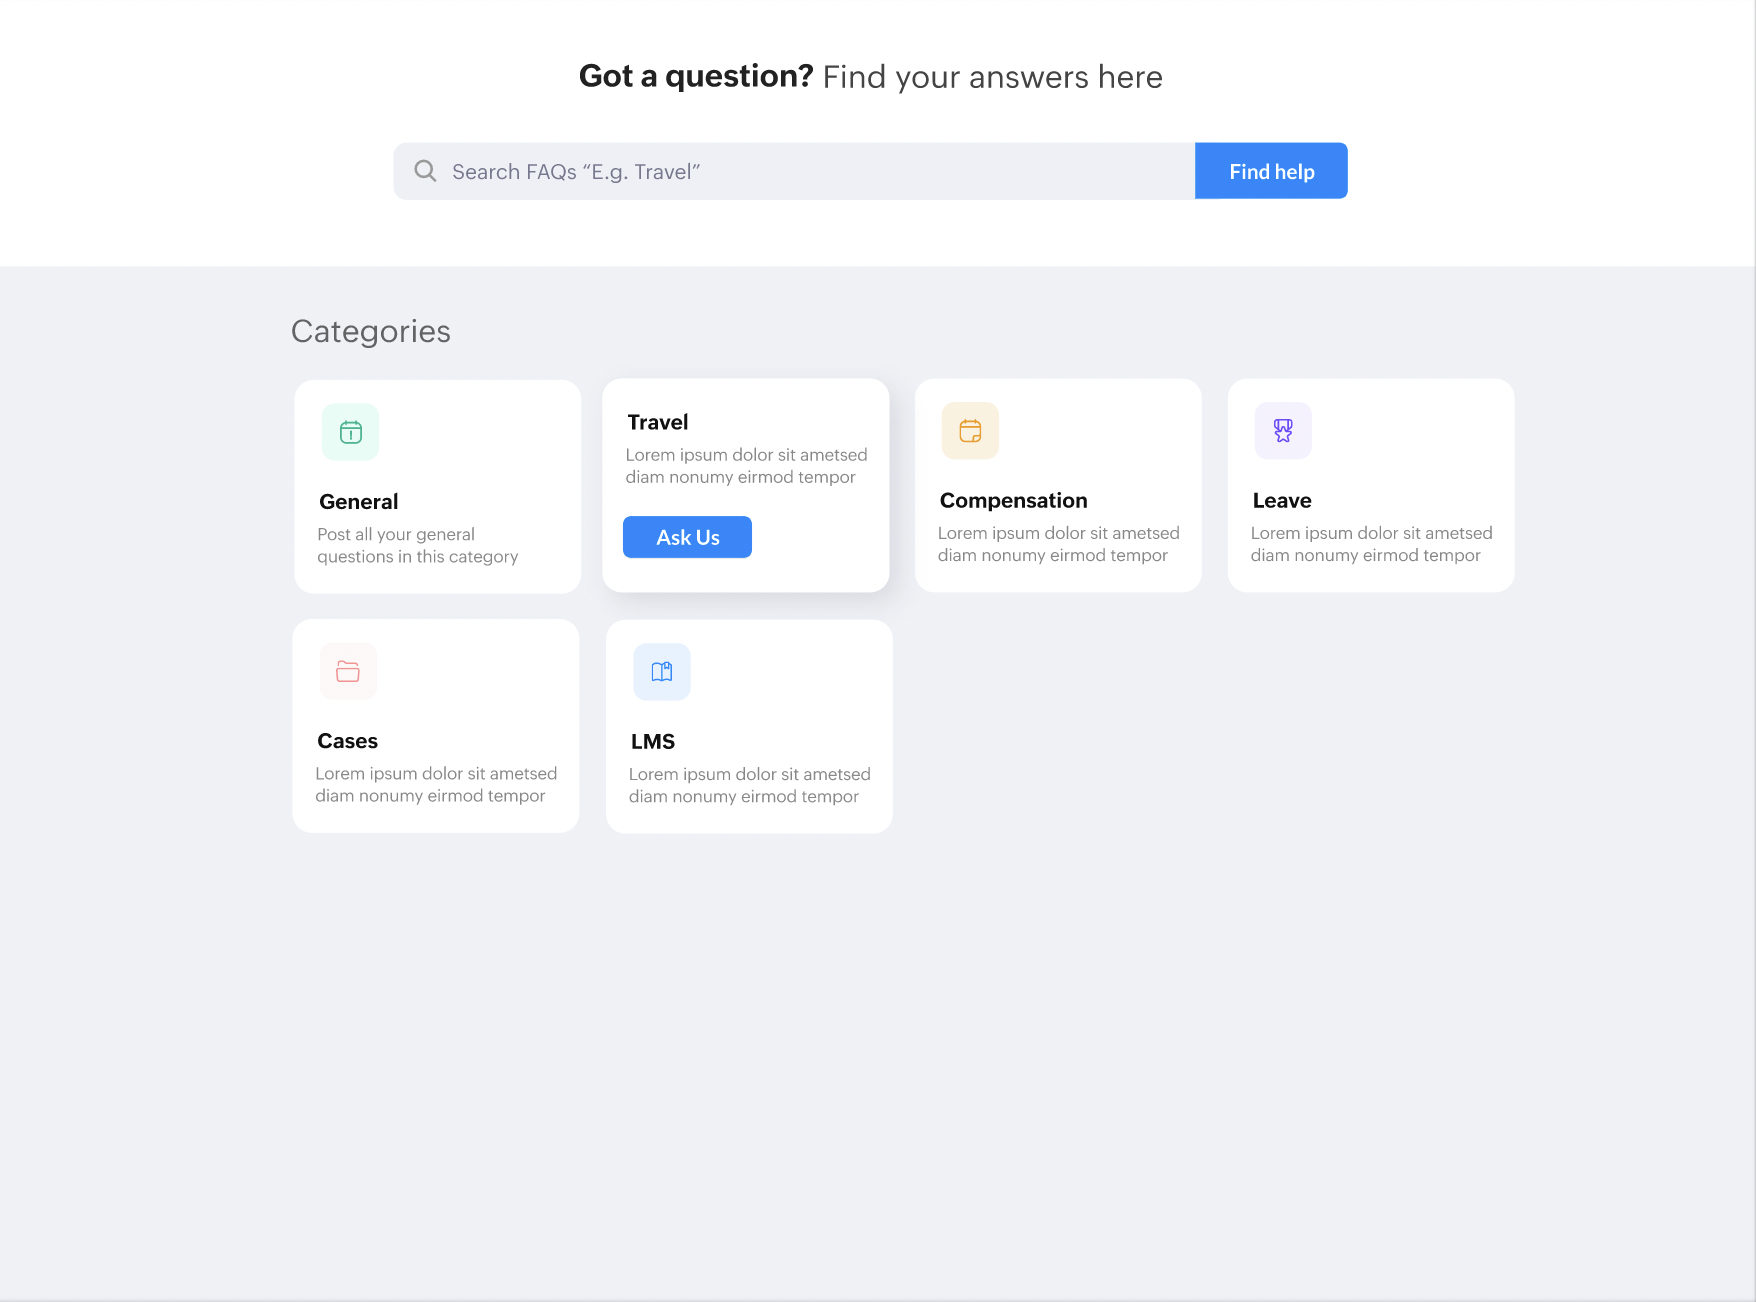 Got a question? Find your answers here
Search FAQs “E.g. Travel”
Find help
Categories
General
Post all your general
questions in this category
Travel
Lorem ipsum dolor sit ametsed
diam nonumy eirmod tempor
Ask Us
Compensation
Lorem ipsum dolor sit ametsed
diam nonumy eirmod tempor
Leave
Lorem ipsum dolor sit ametsed
diam nonumy eirmod tempor
Cases
Lorem ipsum dolor sit ametsed
diam nonumy eirmod tempor
LMS
Lorem ipsum dolor sit ametsed
diam nonumy eirmod tempor